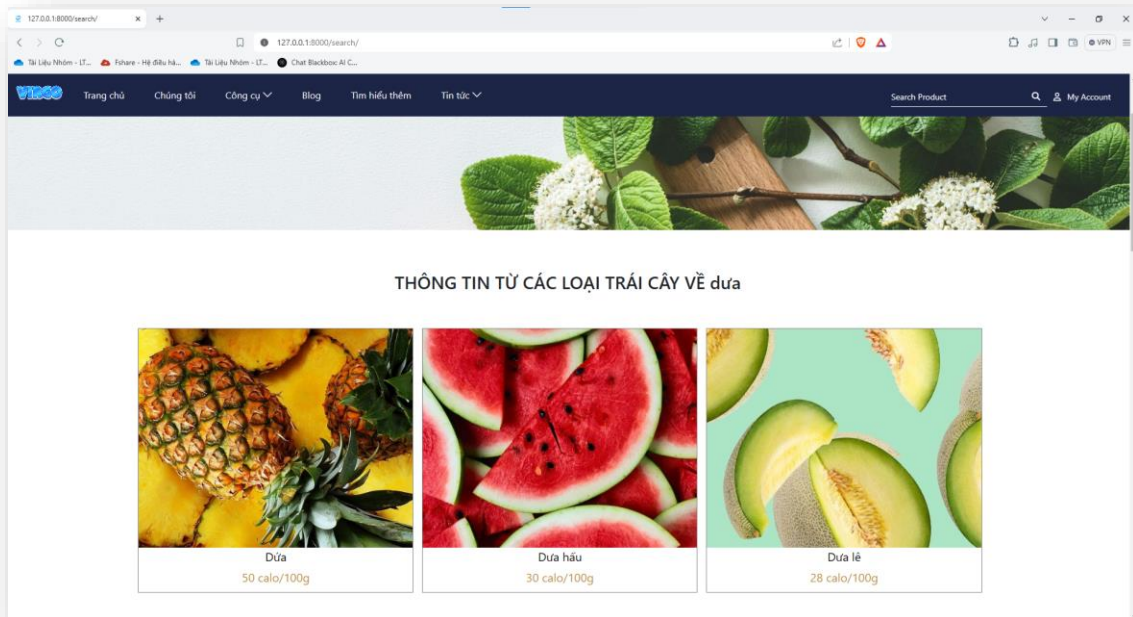 127.0.0.1:8000/search/
127.0.0.1:8000/search/
VPN
Tài Liệu Nhóm - LT...
Fshare - Hệ điều hà...
Tài Liệu Nhóm - LT...
Chat Blackbox: AI C...
VIRGO
Trang chủ
Chúng tôi
Công cụ
Blog
Tìm hiểu thêm
Tin tức
Search Product
My Account
THÔNG TIN TỪ CÁC LOẠI TRÁI CÂY VỀ dưa
Dứa
50 calo/100g
Dưa hấu
30 calo/100g
Dưa lê
28 calo/100g